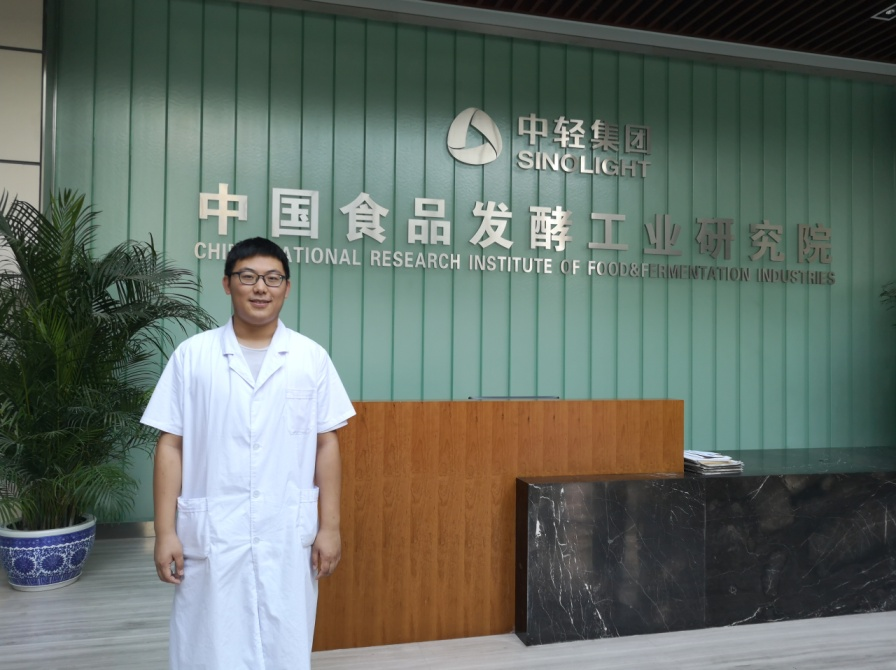 中轻集团
SINOLIGHT
中国食品发酵工业研究院
NATIONAL RESEARCH INSTITUTE OF FOOD&FERMENTATION INDUSTRIES